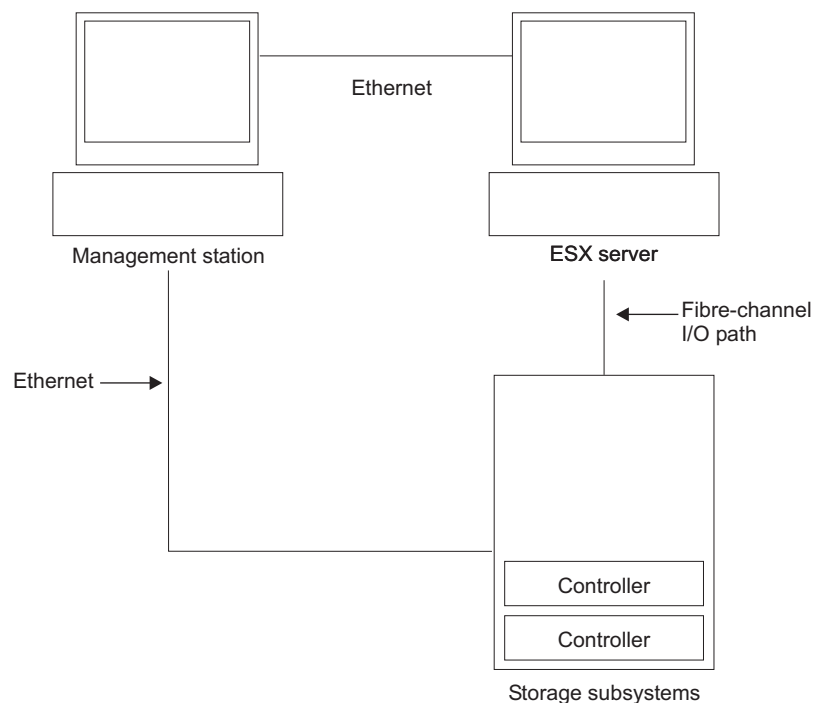 Ethernet
Management station
ESX server
Fibre-channel
I/O path
Ethernet
Controller
Controller
Storage subsystems